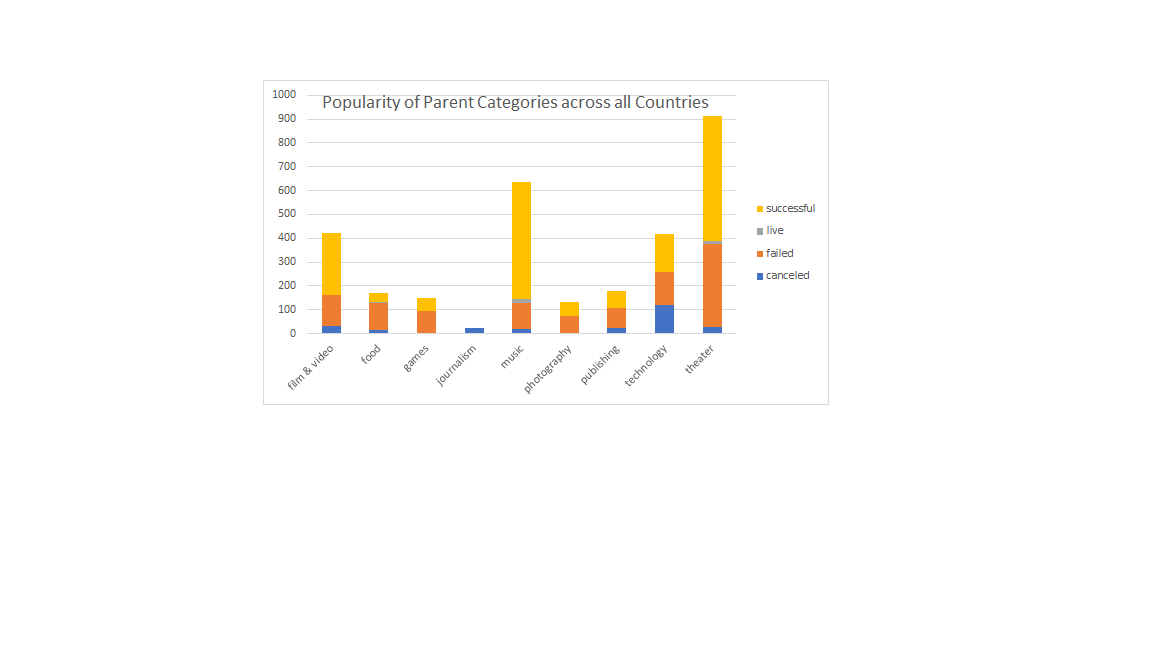 Popularity of Parent Categories across all Countries
1000
900
800
700
600
500
400
300
200
100
0
film & video
food
games
journalism
music
photography
publishing
technology
theater
successful
live
failed
canceled